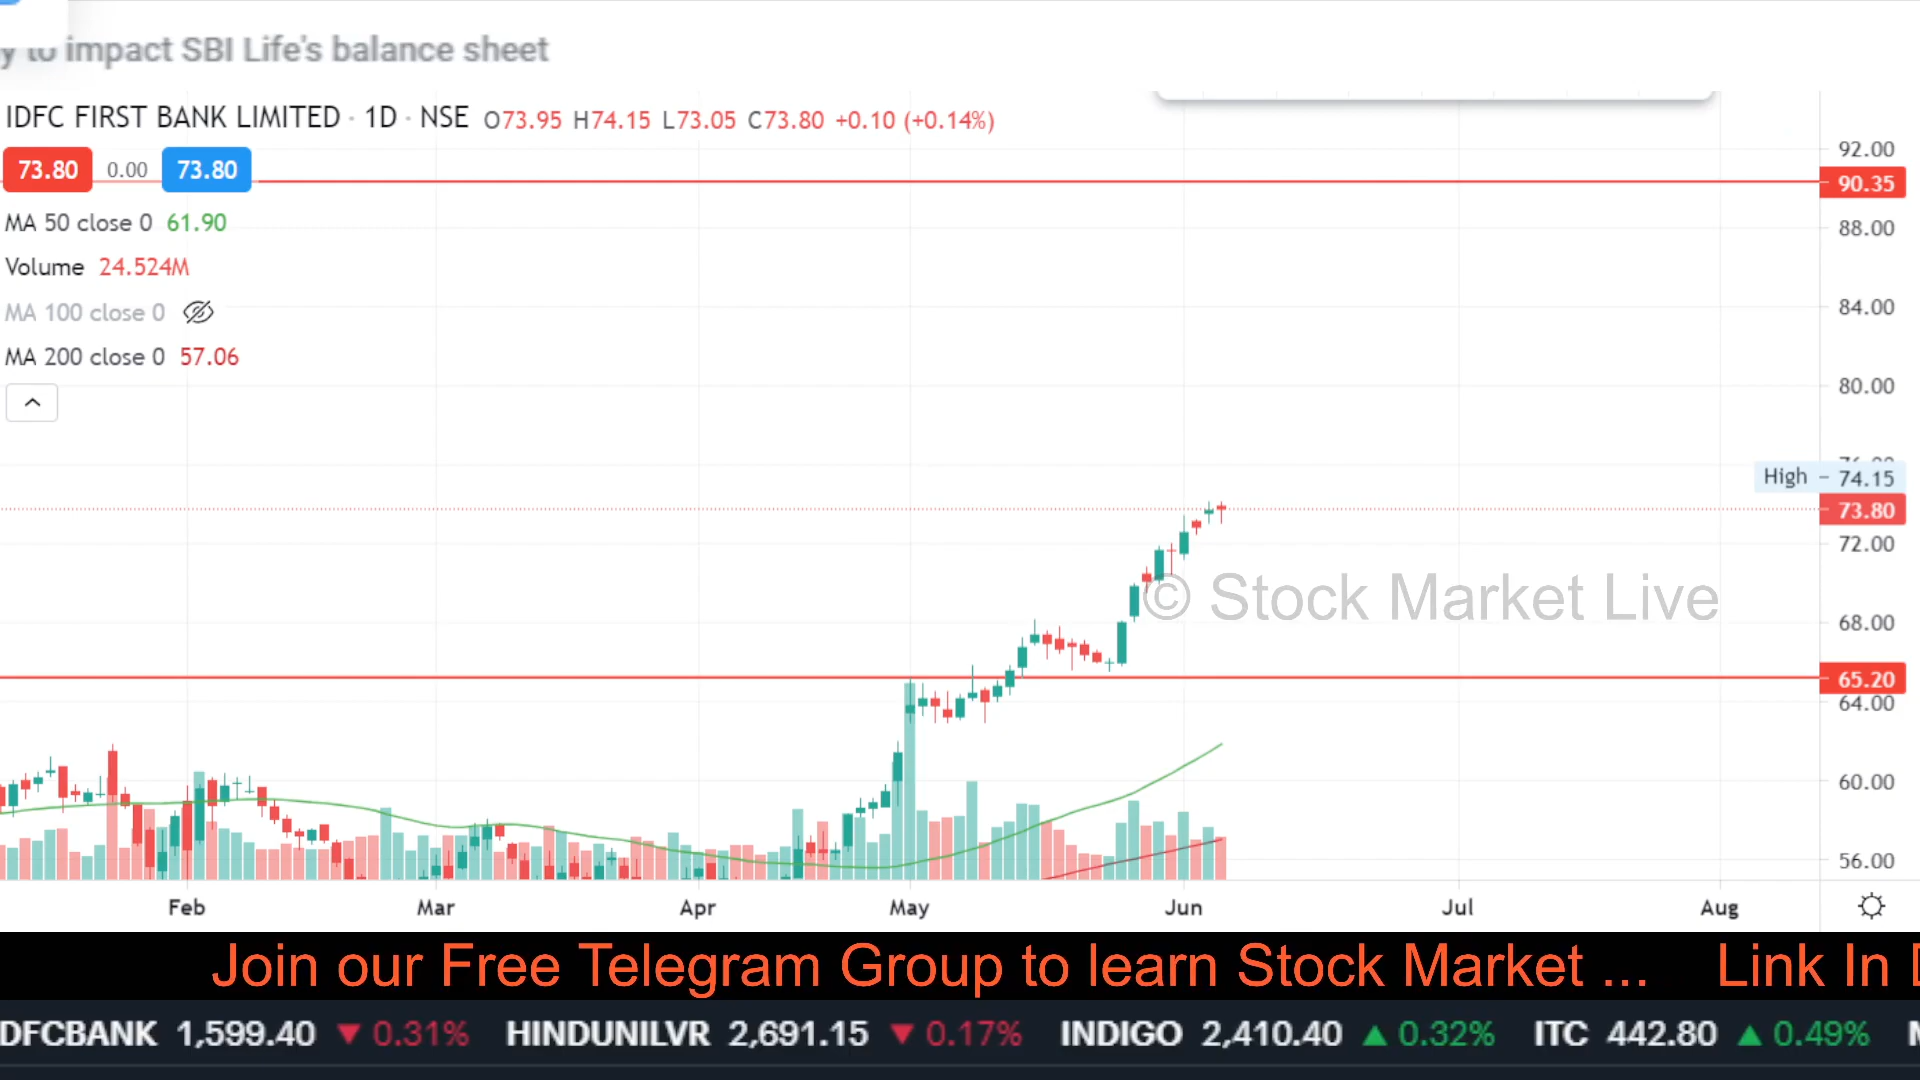 to impact SBI Life's balance sheet
IDFC FIRST BANK LIMITED · 1D · NSE O73.95 H74.15 L73.05 C73.80 +0.10 (+0.14%)
73.80 0.00 73.80
MA 50 close 0 61.90
Volume 24.524M
MA 100 close 0
MA 200 close 0 57.06
92.00
90.35
88.00
84.00
80.00
High 74.15
73.80
72.00
68.00
65.20
64.00
60.00
56.00
© Stock Market Live
Feb Mar Apr May Jun Jul Aug
Join our Free Telegram Group to learn Stock Market ... Link In
DFCBANK 1,599.40 ▼ 0.31% HINDUNILVR 2,691.15 ▼ 0.17% INDIGO 2,410.40 ▲ 0.32% ITC 442.80 ▲ 0.49%